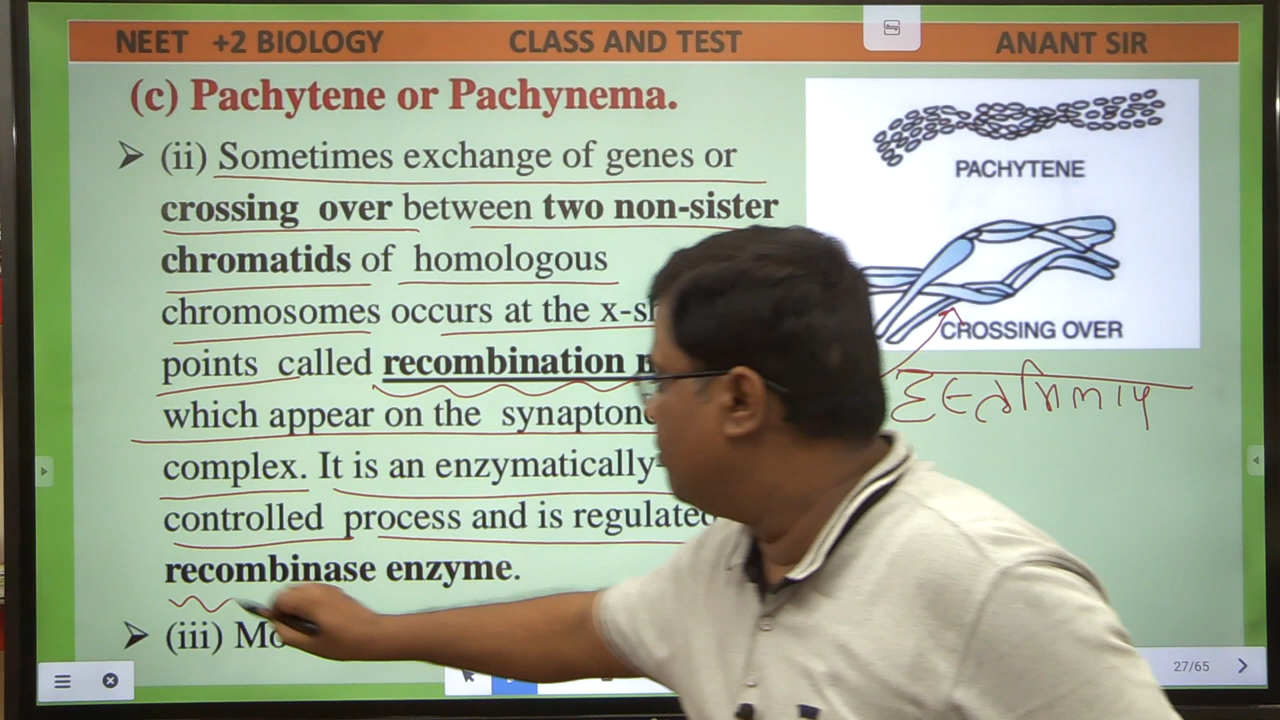 NEET +2 BIOLOGY CLASS AND TEST ANANT SIR
(c) Pachytene or Pachynema.
(ii) Sometimes exchange of genes or
crossing over between two non-sister
chromatids of homologous
chromosomes occurs at the x-sh
points called recombination
which appear on the synaptone
complex. It is an enzymatically-
controlled process and is regulated
recombinase enzyme.
(iii) Mo
PACHYTENE
CROSSING OVER
27/65